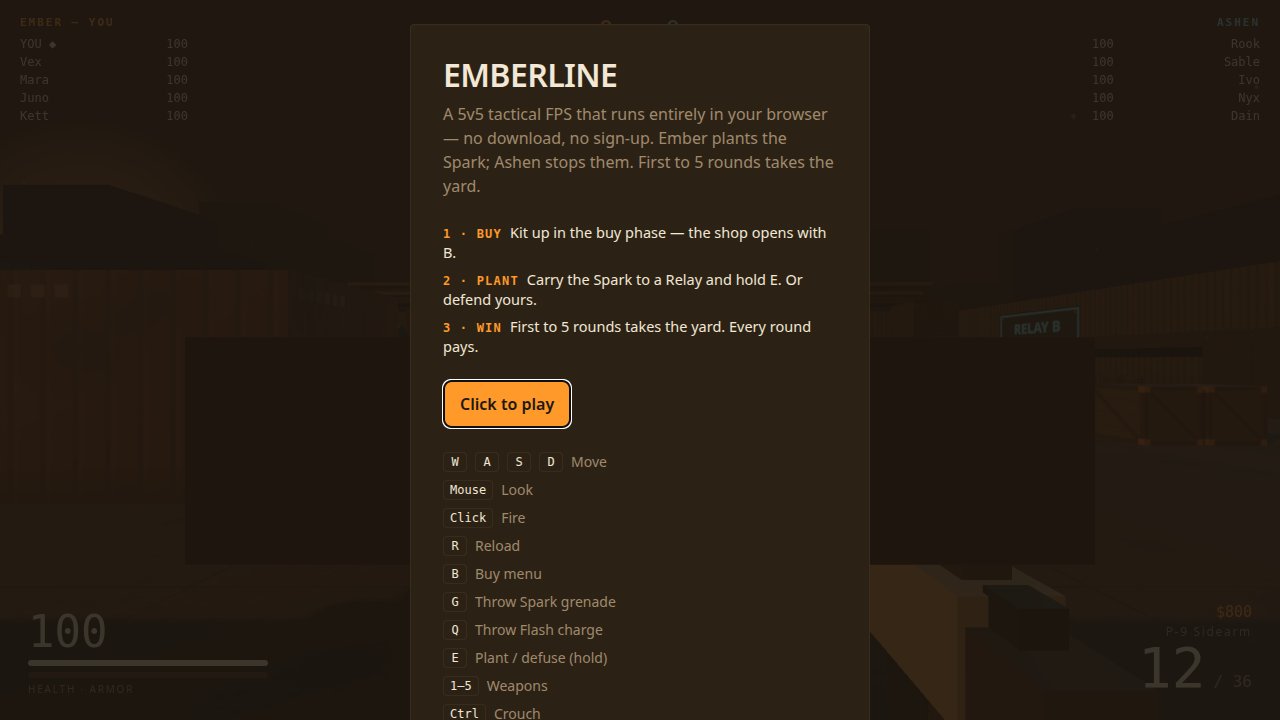 EMBER — YOU
YOU ◆ 100
Vex 100
Mara 100
Juno 100
Kett 100
ASHEN
100 Rook
100 Sable
100 Ivo
100 Nyx
100 Dain
EMBERLINE
A 5v5 tactical FPS that runs entirely in your browser
— no download, no sign-up. Ember plants the
Spark; Ashen stops them. First to 5 rounds takes the
yard.
1 · BUY Kit up in the buy phase — the shop opens with
B.
2 · PLANT Carry the Spark to a Relay and hold E. Or
defend yours.
3 · WIN First to 5 rounds takes the yard. Every round
pays.
RELAY B
Click to play
W A S D Move
Mouse Look
Click Fire
R Reload
B Buy menu
G Throw Spark grenade
Q Throw Flash charge
E Plant / defuse (hold)
1–5 Weapons
Ctrl Crouch
100
HEALTH · ARMOR
$800
P-9 Sidearm
12 / 36